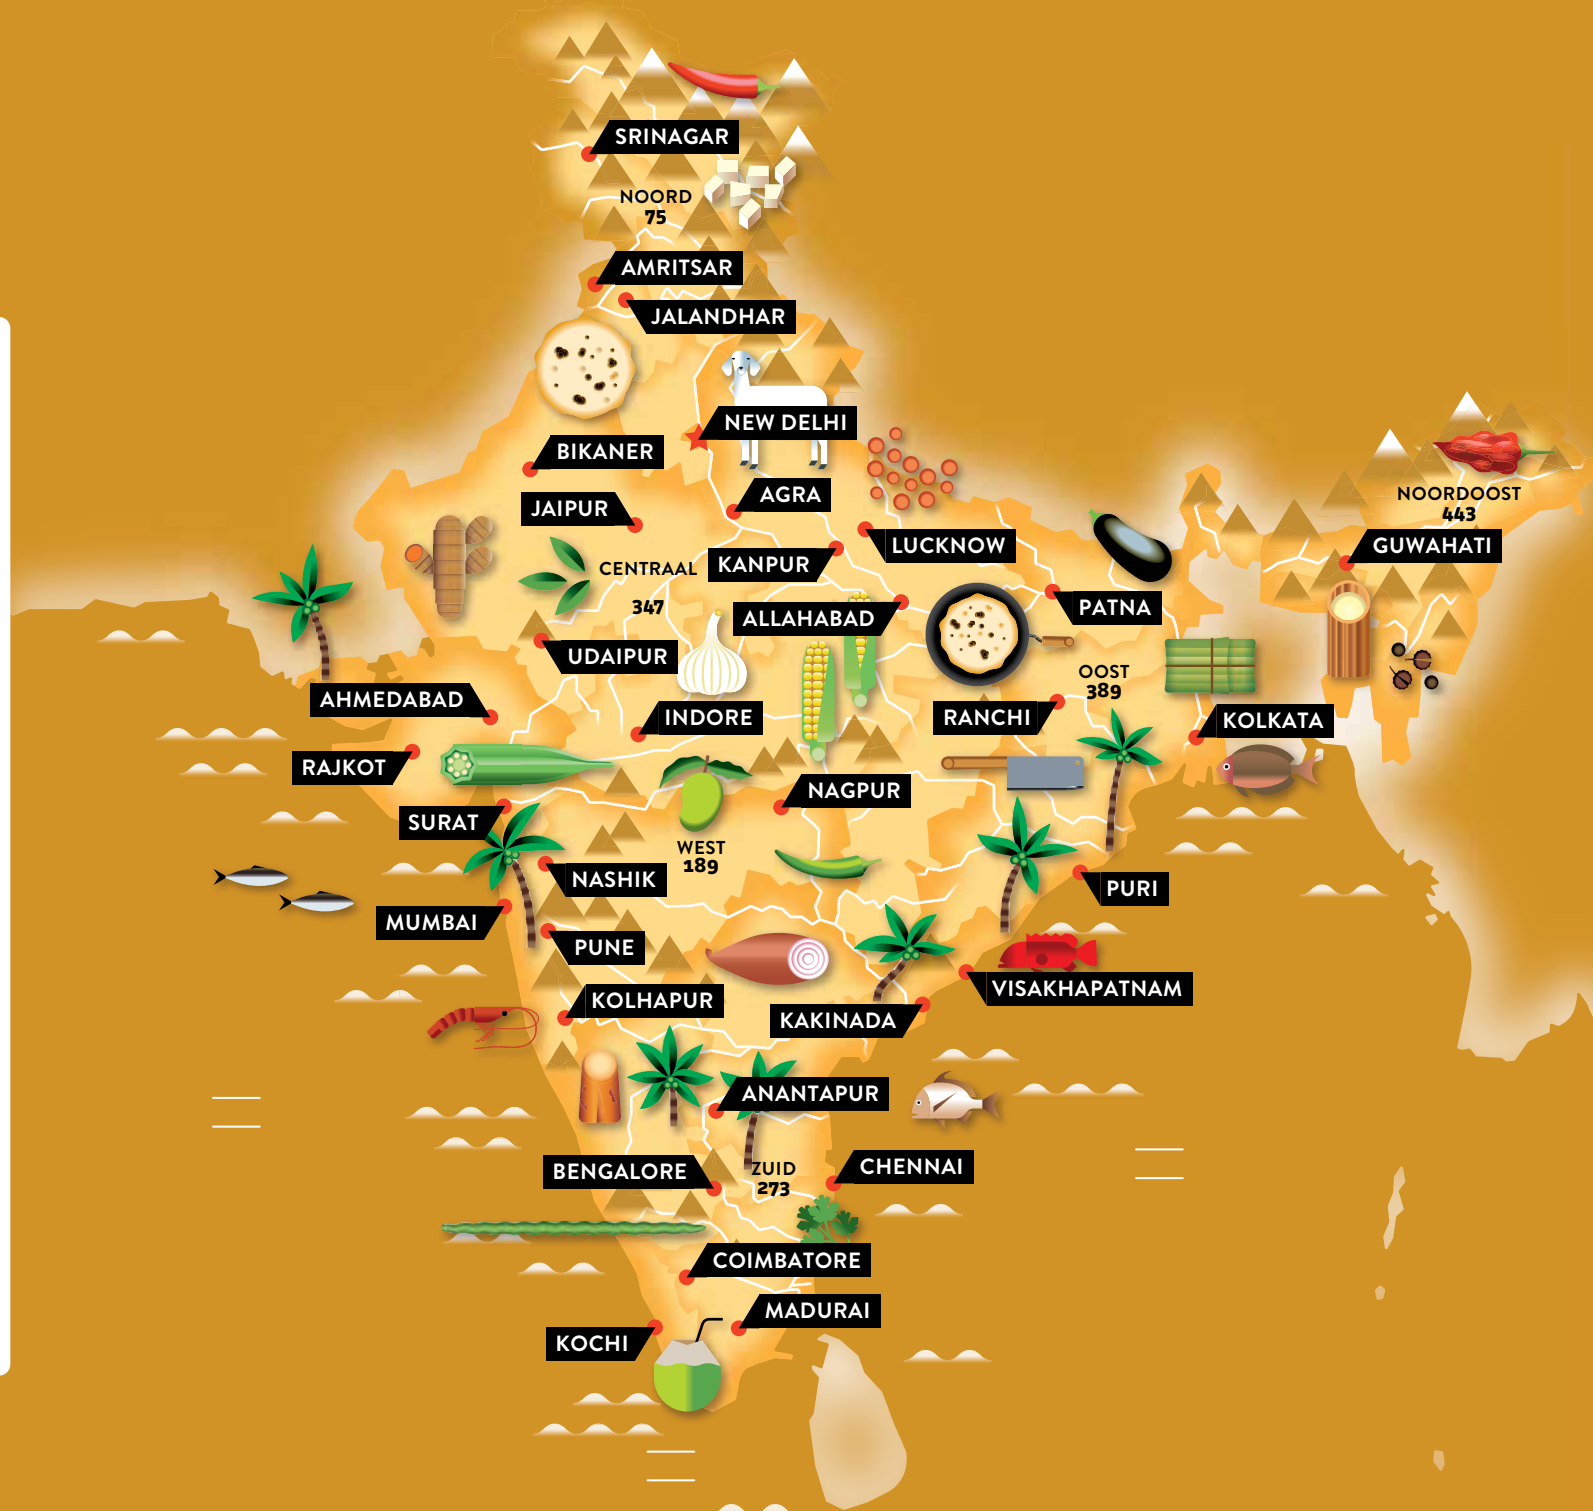 SRINAGAR
NOORD
75
AMRITSAR
JALANDHAR
NEW DELHI
BIKANER
AGRA
JAIPUR
NOORDOOST
443
LUCKNOW
GUWAHATI
KANPUR
CENTRAAL
347
PATNA
ALLAHABAD
UDAIPUR
OOST
389
AHMEDABAD
INDORE
RANCHI
KOLKATA
RAJKOT
NAGPUR
SURAT
WEST
189
NASHIK
PURI
MUMBAI
PUNE
VISAKHAPATNAM
KOLHAPUR
KAKINADA
ANANTAPUR
BENGALORE
ZUID
273
CHENNAI
COIMBATORE
MADURAI
KOCHI